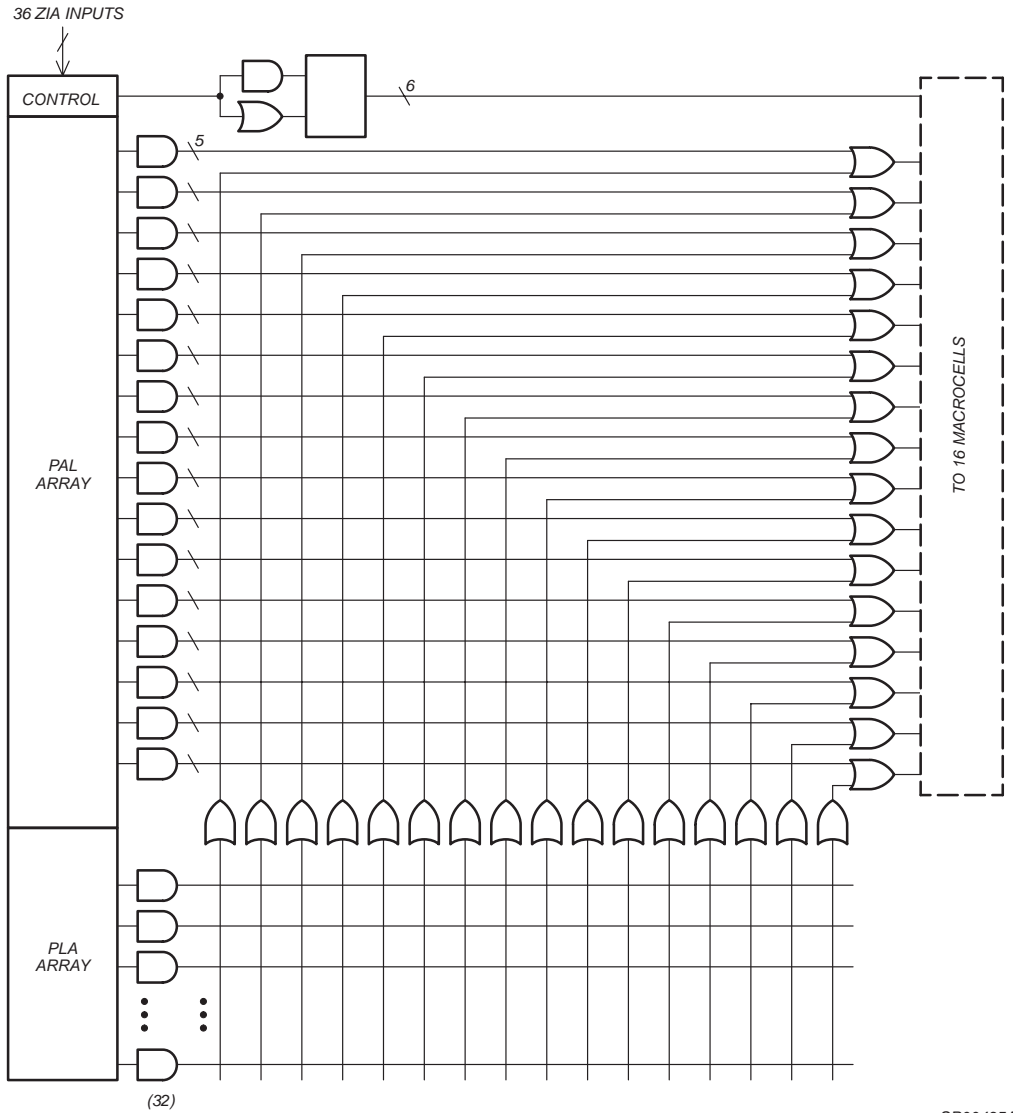 36 ZIA INPUTS
CONTROL
6
5
PAL
ARRAY
TO 16 MACROCELLS
PLA
ARRAY
(32)